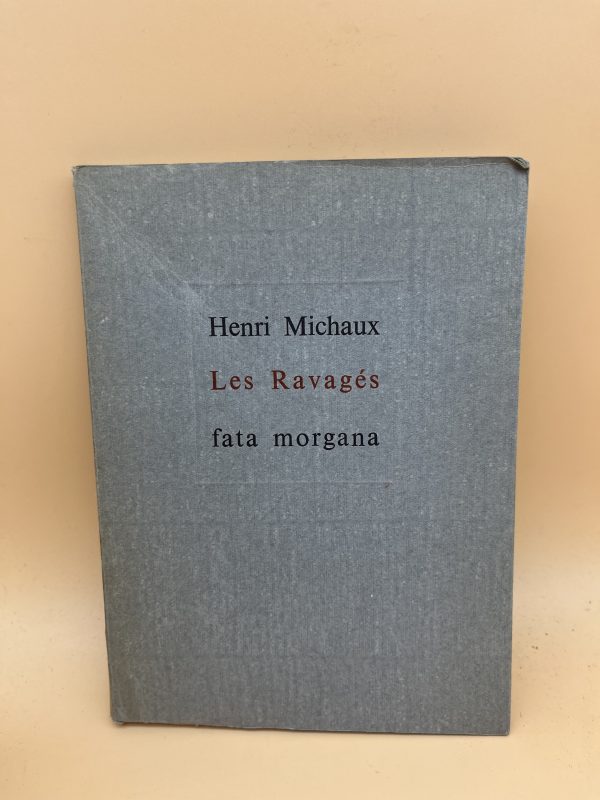 Henri Michaux
Les Ravagés
fata morgana